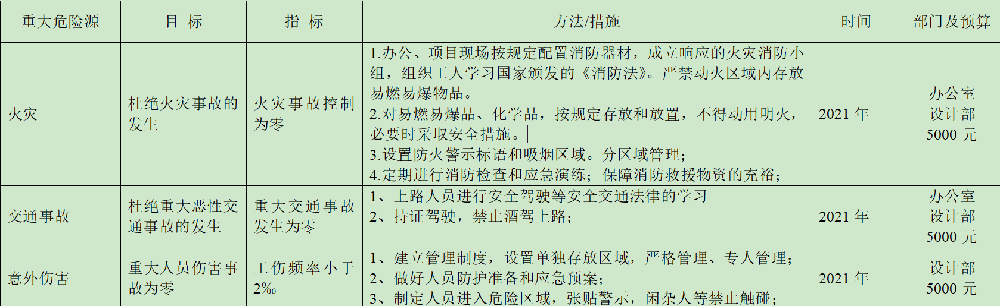 重大危险源 目 标 指 标 方法/措施 时间 部门及预算
火灾
杜绝火灾事故的
发生
火灾事故控制
为零
1.办公、项目现场按规定配置消防器材，成立响应的火灾消防小
组，组织工人学习国家颁发的《消防法》。严禁动火区域内存放
易燃易爆物品。
2.对易燃易爆品、化学品，按规定存放和放置，不得动用明火，
必要时采取安全措施。
3.设置防火警示标语和吸烟区域。分区域管理；
4.定期进行消防检查和应急演练；保障消防救援物资的充裕；
2021 年
办公室
设计部
5000 元
交通事故
杜绝重大恶性交
通事故的发生
重大交通事故
发生为零
1、上路人员进行安全驾驶等安全交通法律的学习
2、持证驾驶，禁止酒驾上路；
2021 年
办公室
设计部
5000 元
意外伤害
重大人员伤害事
故为零
工伤频率小于
2‰
1、建立管理制度，设置单独存放区域，严格管理、专人管理；
2、做好人员防护准备和应急预案；
3、制定人员进入危险区域，张贴警示，闲杂人等禁止触碰；
2021 年
设计部
5000 元